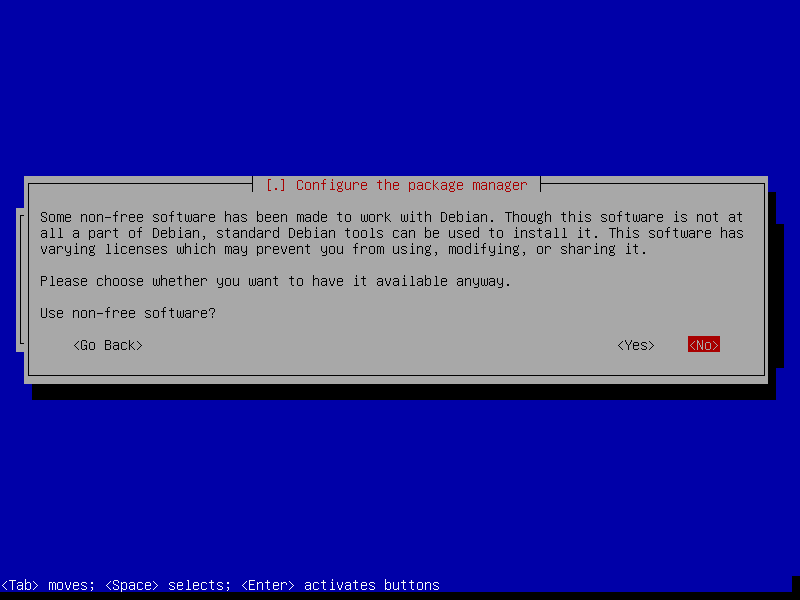 [.] Configure the package manager
Some non-free software has been made to work with Debian. Though this software is not at
all a part of Debian, standard Debian tools can be used to install it. This software has
varying licenses which may prevent you from using, modifying, or sharing it.
Please choose whether you want to have it available anyway.
Use non-free software?
<Go Back> <Yes> <No>
<Tab> moves; <Space> selects; <Enter> activates buttons